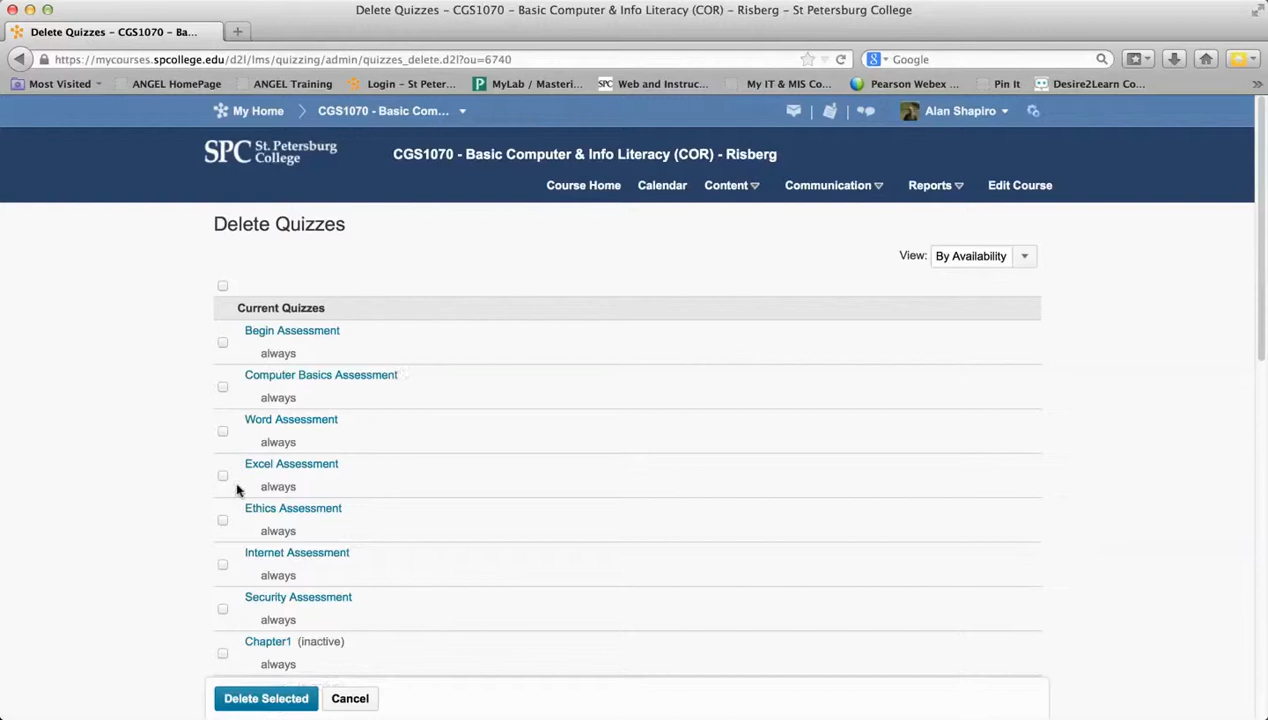 Delete Quizzes - CGS1070 - Basic Computer & Info Literacy (COR) - Risberg - St Petersburg College
Delete Quizzes - CGS1070 - Ba...
https://mycourses.spcollege.edu/d2l/lms/quizzing/admin/quizzes_delete.d2l?ou=6740
Google
Most Visited ANGEL HomePage ANGEL Training Login - St Peter... MyLab / Masteri... Web and Instruc... My IT & MIS Co... Pearson Webex ... Pin It Desire2Learn Co...
My Home CGS1070 - Basic Com... Alan Shapiro
SPC St. Petersburg College
CGS1070 - Basic Computer & Info Literacy (COR) - Risberg
Course Home Calendar Content Communication Reports Edit Course
Delete Quizzes
View: By Availability
Current Quizzes
Begin Assessment
always
Computer Basics Assessment
always
Word Assessment
always
Excel Assessment
always
Ethics Assessment
always
Internet Assessment
always
Security Assessment
always
Chapter1 (inactive)
always
Delete Selected Cancel